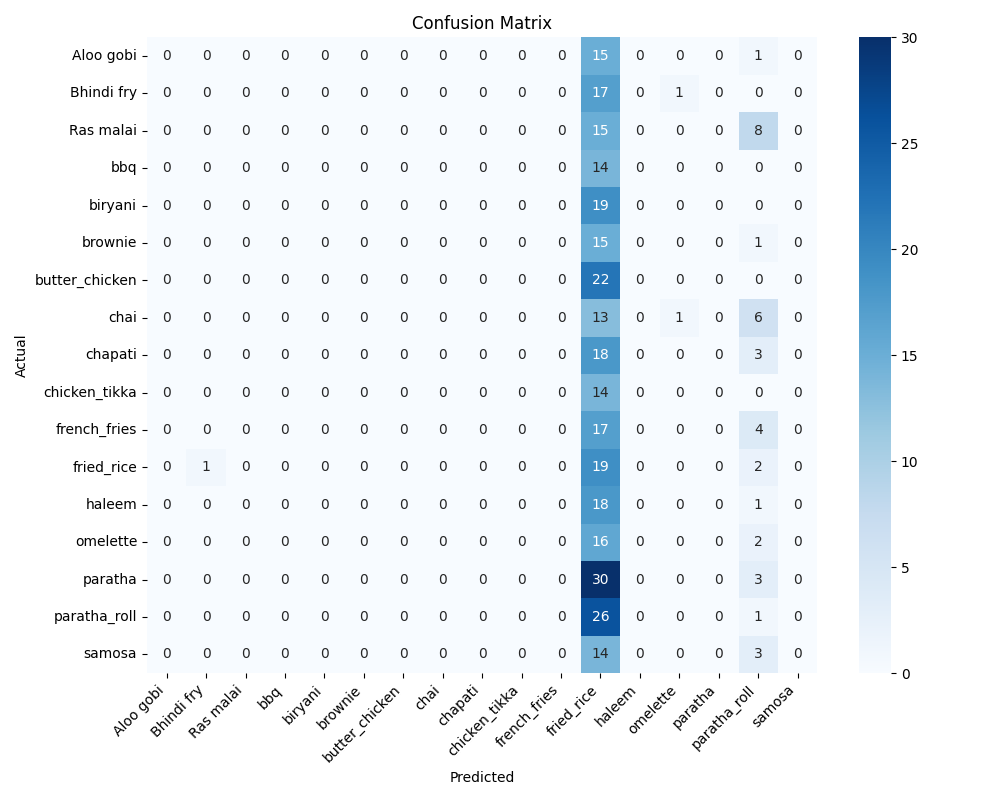 Confusion Matrix
Actual
Aloo gobi 0 0 0 0 0 0 0 0 0 0 0 15 0 0 0 1 0
Bhindi fry 0 0 0 0 0 0 0 0 0 0 0 17 0 1 0 0 0
Ras malai 0 0 0 0 0 0 0 0 0 0 0 15 0 0 0 8 0
bbq 0 0 0 0 0 0 0 0 0 0 0 14 0 0 0 0 0
biryani 0 0 0 0 0 0 0 0 0 0 0 19 0 0 0 0 0
brownie 0 0 0 0 0 0 0 0 0 0 0 15 0 0 0 1 0
butter_chicken 0 0 0 0 0 0 0 0 0 0 0 22 0 0 0 0 0
chai 0 0 0 0 0 0 0 0 0 0 0 13 0 1 0 6 0
chapati 0 0 0 0 0 0 0 0 0 0 0 18 0 0 0 3 0
chicken_tikka 0 0 0 0 0 0 0 0 0 0 0 14 0 0 0 0 0
french_fries 0 0 0 0 0 0 0 0 0 0 0 17 0 0 0 4 0
fried_rice 0 1 0 0 0 0 0 0 0 0 0 19 0 0 0 2 0
haleem 0 0 0 0 0 0 0 0 0 0 0 18 0 0 0 1 0
omelette 0 0 0 0 0 0 0 0 0 0 0 16 0 0 0 2 0
paratha 0 0 0 0 0 0 0 0 0 0 0 30 0 0 0 3 0
paratha_roll 0 0 0 0 0 0 0 0 0 0 0 26 0 0 0 1 0
samosa 0 0 0 0 0 0 0 0 0 0 0 14 0 0 0 3 0
Aloo gobi
Bhindi fry
Ras malai
bbq
biryani
brownie
butter_chicken
chai
chapati
chicken_tikka
french_fries
fried_rice
haleem
omelette
paratha
paratha_roll
samosa
Predicted
30
25
20
15
10
5
0